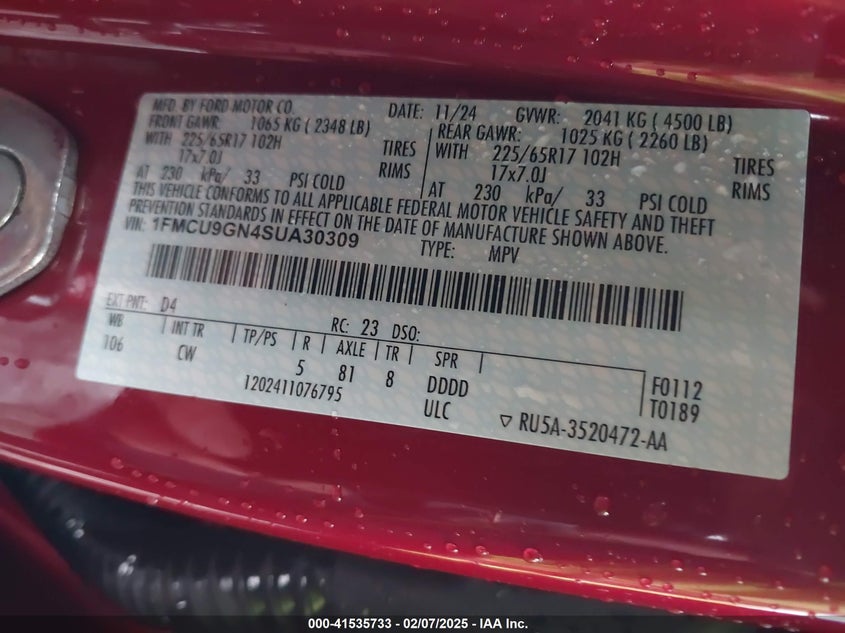 MFD. BY FORD MOTOR CO. DATE: 11/24 GVWR: 2041 KG ( 4500 LB)
FRONT GAWR: 1065 KG ( 2348 LB) REAR GAWR: 1025 KG ( 2260 LB)
WITH 225/65R17 102H TIRES WITH 225/65R17 102H TIRES
17x7.0J RIMS 17x7.0J RIMS
AT 230 kPa/ 33 PSI COLD AT 230 kPa/ 33 PSI COLD
THIS VEHICLE CONFORMS TO ALL APPLICABLE FEDERAL MOTOR VEHICLE SAFETY AND THEFT
PREVENTION STANDARDS IN EFFECT ON THE DATE OF MANUFACTURE SHOWN ABOVE.
VIN: 1FMCU9GN4SUA30309 TYPE: MPV
EXT PNT: D4 RC: 23 DSO:
WB INT TR TP/PS R AXLE TR SPR
106 CW 5 81 8 DDDD F0112
1202411076795 ULC T0189
▽ RU5A-3520472-AA
000-41535733 - 02/07/2025 - IAA Inc.